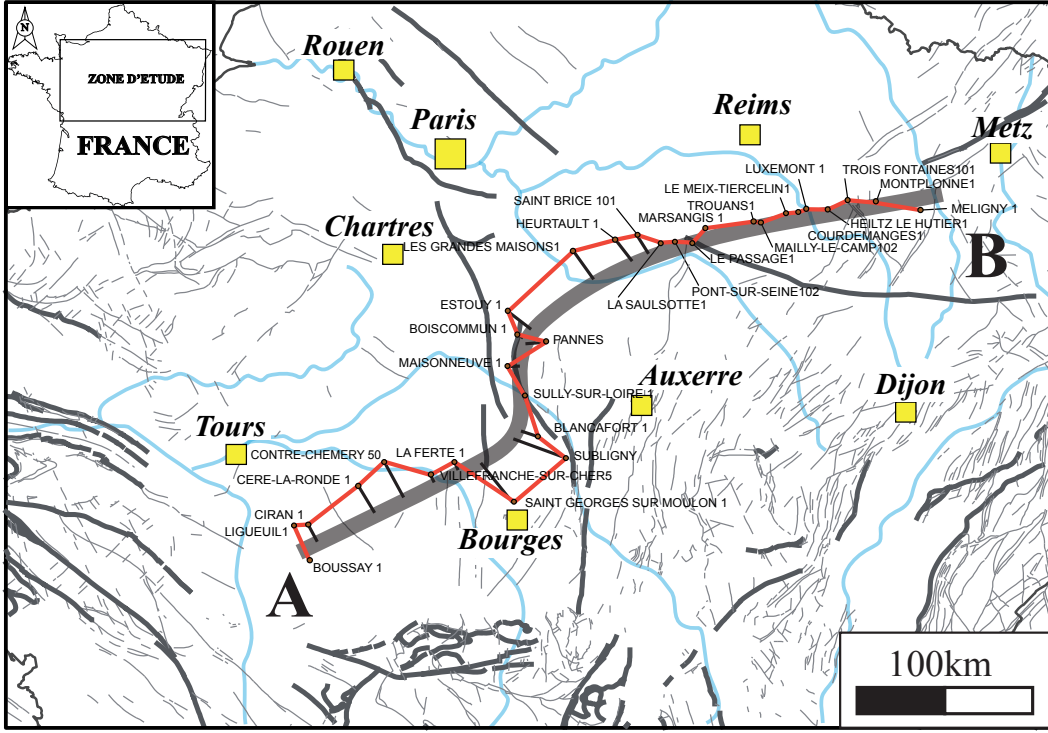 N
ZONE D'ETUDE
FRANCE
Rouen
Paris
Reims
Metz
LUXEMONT 1
TROIS FONTAINES101
MONTPLONNE1
LE MEIX-TIERCELIN1
SAINT BRICE 101
TROUANS1
MARSANGIS 1
HEURTAULT 1
MELIGNY 1
HEILTZ LE HUTIER1
COURDEMANGES1
MAILLY-LE-CAMP102
Chartres
LES GRANDES MAISONS1
LE PASSAGE1
B
PONT-SUR-SEINE102
LA SAULSOTTE1
ESTOUY 1
BOISCOMMUN 1
PANNES
MAISONNEUVE 1
Auxerre
Dijon
SULLY-SUR-LOIRE 1
BLANCAFORT 1
Tours
CONTRE-CHEMERY 50
LA FERTE 1
SUBLIGNY
CERE-LA-RONDE 1
VILLEFRANCHE-SUR-CHER5
SAINT GEORGES SUR MOULON 1
CIRAN 1
LIGUEUIL1
Bourges
BOUSSAY 1
A
100km